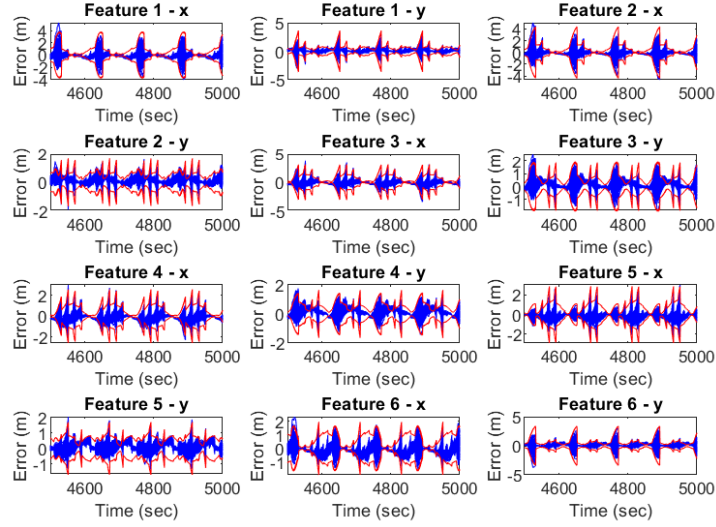 Feature 1 - x
Feature 1 - y
Feature 2 - x
Error (m)
4
2
0
-2
-4
4600 4800 5000
Time (sec)
Error (m)
5
0
-5
4600 4800 5000
Time (sec)
Error (m)
4
2
0
-2
-4
4600 4800 5000
Time (sec)
Feature 2 - y
Feature 3 - x
Feature 3 - y
Error (m)
2
0
-2
4600 4800 5000
Time (sec)
Error (m)
5
0
-5
4600 4800 5000
Time (sec)
Error (m)
2
1
0
-1
4600 4800 5000
Time (sec)
Feature 4 - x
Feature 4 - y
Feature 5 - x
Error (m)
2
0
-2
4600 4800 5000
Time (sec)
Error (m)
2
1
0
-1
-2
4600 4800 5000
Time (sec)
Error (m)
2
0
-2
4600 4800 5000
Time (sec)
Feature 5 - y
Feature 6 - x
Feature 6 - y
Error (m)
2
1
0
-1
4600 4800 5000
Time (sec)
Error (m)
2
1
0
-1
4600 4800 5000
Time (sec)
Error (m)
5
0
-5
4600 4800 5000
Time (sec)